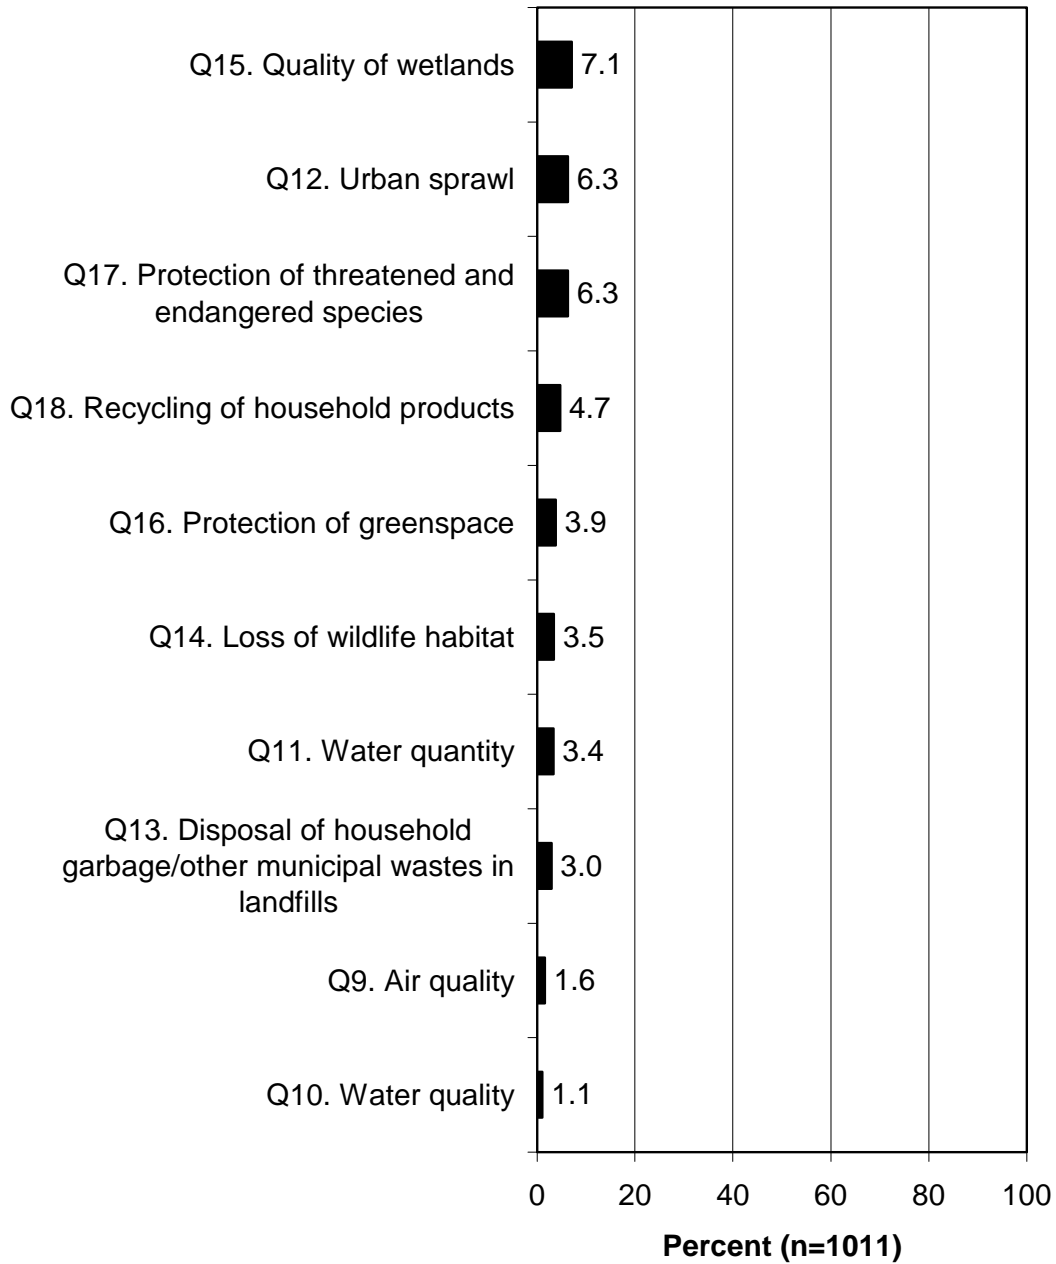 Q15. Quality of wetlands 7.1
Q12. Urban sprawl 6.3
Q17. Protection of threatened and
endangered species 6.3
Q18. Recycling of household products 4.7
Q16. Protection of greenspace 3.9
Q14. Loss of wildlife habitat 3.5
Q11. Water quantity 3.4
Q13. Disposal of household
garbage/other municipal wastes in
landfills 3.0
Q9. Air quality 1.6
Q10. Water quality 1.1
0 20 40 60 80 100
Percent (n=1011)